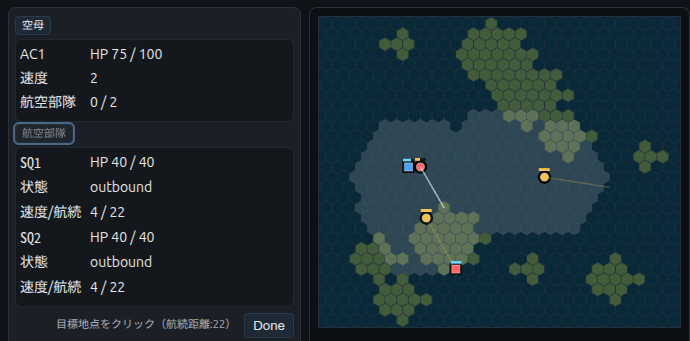 空母
AC1 HP 75 / 100
速度 2
航空部隊 0 / 2
航空部隊
SQ1 HP 40 / 40
状態 outbound
速度/航続 4 / 22
SQ2 HP 40 / 40
状態 outbound
速度/航続 4 / 22
目標地点をクリック（航続距離:22） Done